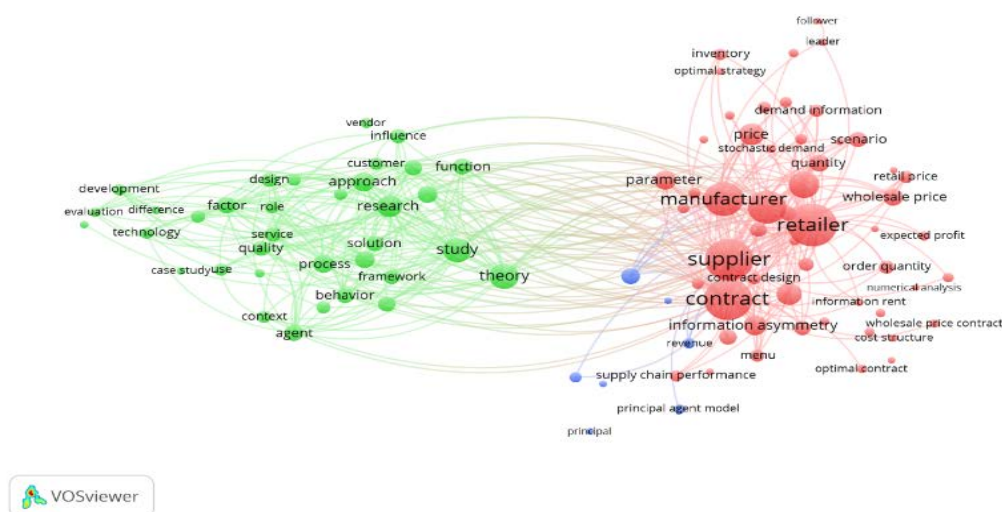 follower
leader
inventory
optimal strategy
demand information
vendor
influence
price
scenario
stochastic demand
customer
function
quantity
design
approach
parameter
retail price
development
manufacturer
wholesale price
evaluation
difference
factor
role
research
technology
service
retailer
expected profit
quality
solution
study
supplier
case study
use
process
framework
theory
contract design
order quantity
behavior
contract
numerical analysis
information rent
context
agent
information asymmetry
wholesale price contract
revenue
cost structure
menu
supply chain performance
optimal contract
principal agent model
principal
VOSviewer